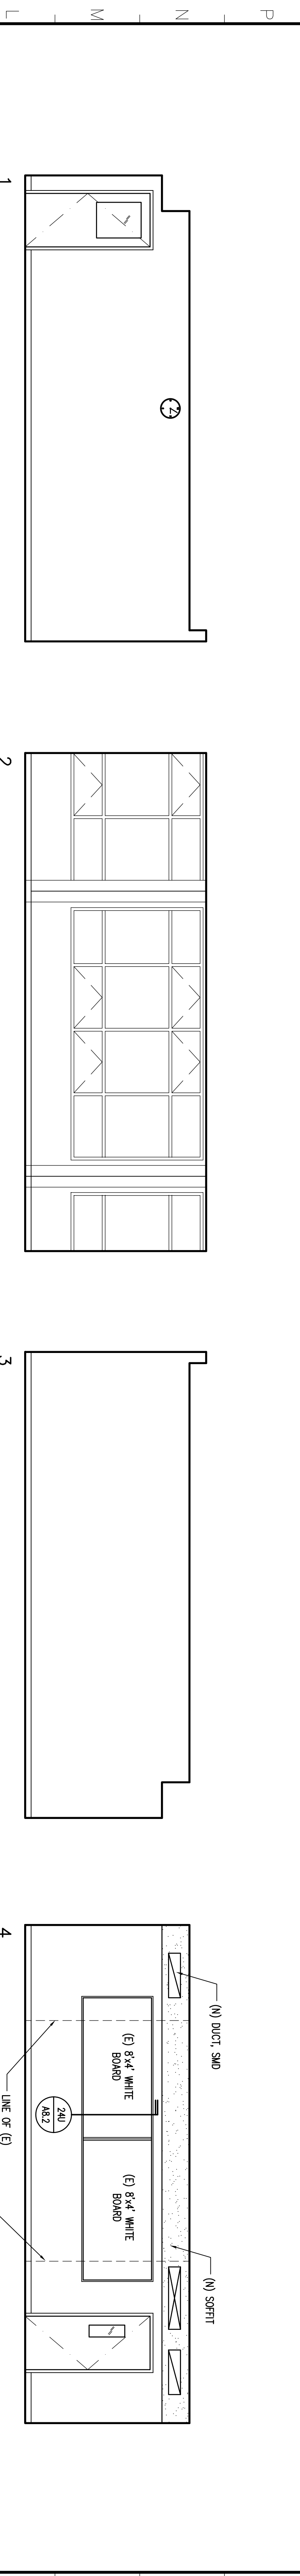 L
M
N
P
1
2
3
4
(N) DUCT, SMD
(N) SOFFIT
(E) 8'x4' WHITE
BOARD
(E) 8'x4' WHITE
BOARD
24U
A8.2
LINE OF (E)